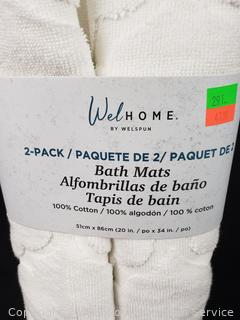 WelHOME.
BY WELSPUN
2-PACK / PAQUETE DE 2/ PAQUET DE 2
Bath Mats
Alfombrillas de baño
Tapis de bain
100% Cotton / 100% algodón / 100 % coton
51cm x 86cm (20 in. / po x 34 in. / po)